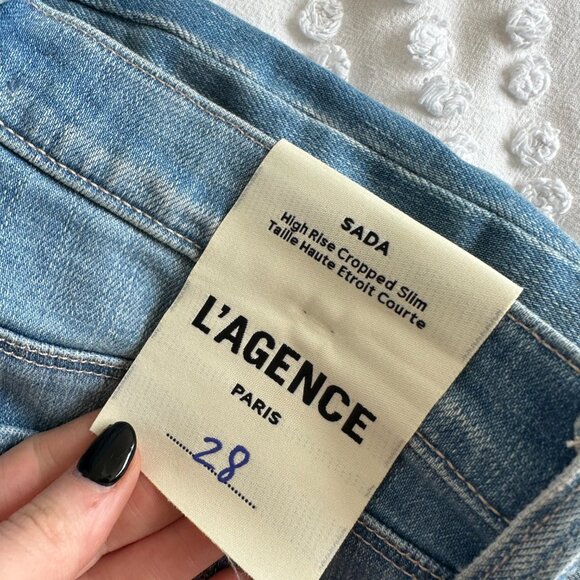 SADA
High Rise Cropped Slim
Taille Haute Etroit Courte
L'AGENCE
PARIS
28